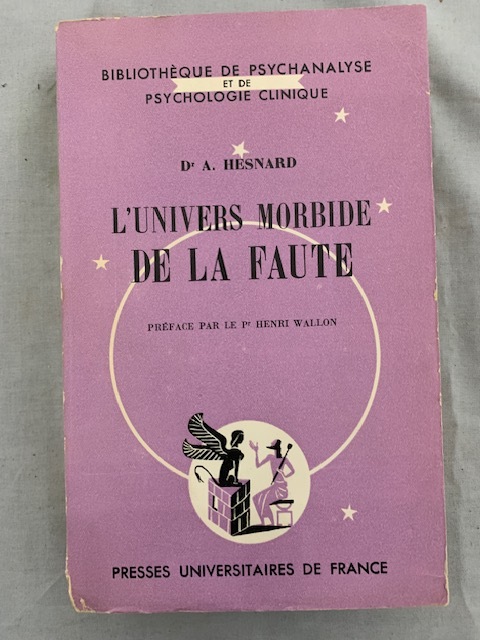 BIBLIOTHÈQUE DE PSYCHANALYSE
ET DE
PSYCHOLOGIE CLINIQUE
Dr A. HESNARD
L'UNIVERS MORBIDE
DE LA FAUTE
PRÉFACE PAR LE Pr HENRI WALLON
PRESSES UNIVERSITAIRES DE FRANCE